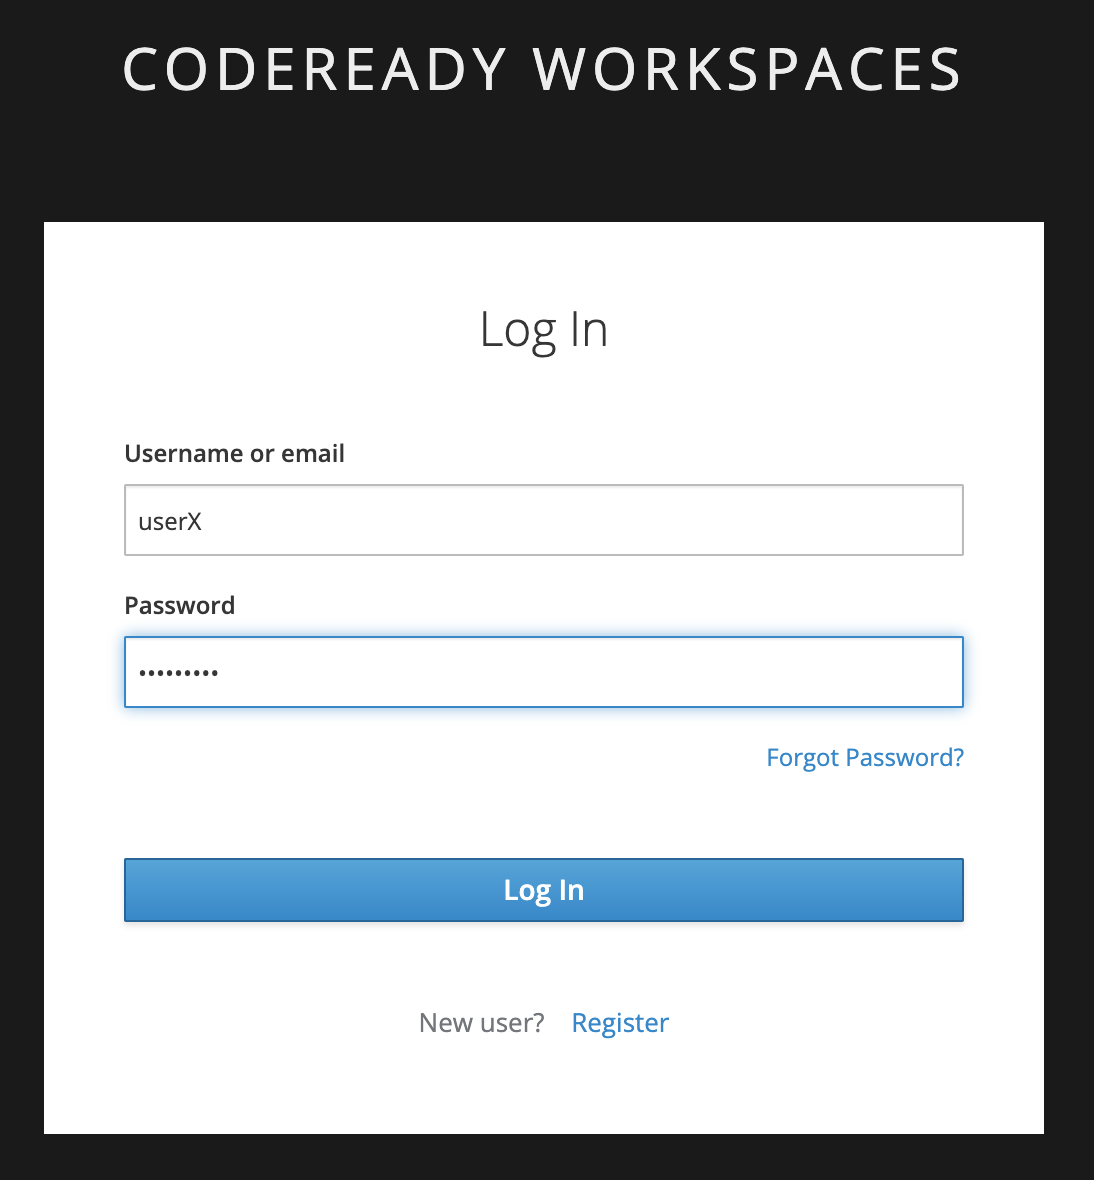 CODEREADY WORKSPACES
Log In
Username or email
userX
Password
•••••••••
Forgot Password?
Log In
New user? Register